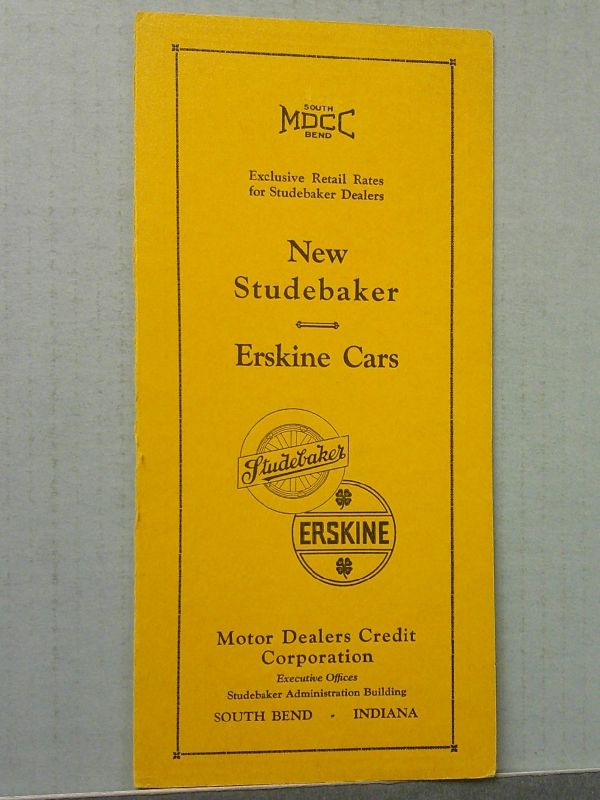 SOUTH
MDCC
BEND
Exclusive Retail Rates
for Studebaker Dealers
New
Studebaker
Erskine Cars
Studebaker
ERSKINE
Motor Dealers Credit
Corporation
Executive Offices
Studebaker Administration Building
SOUTH BEND - INDIANA